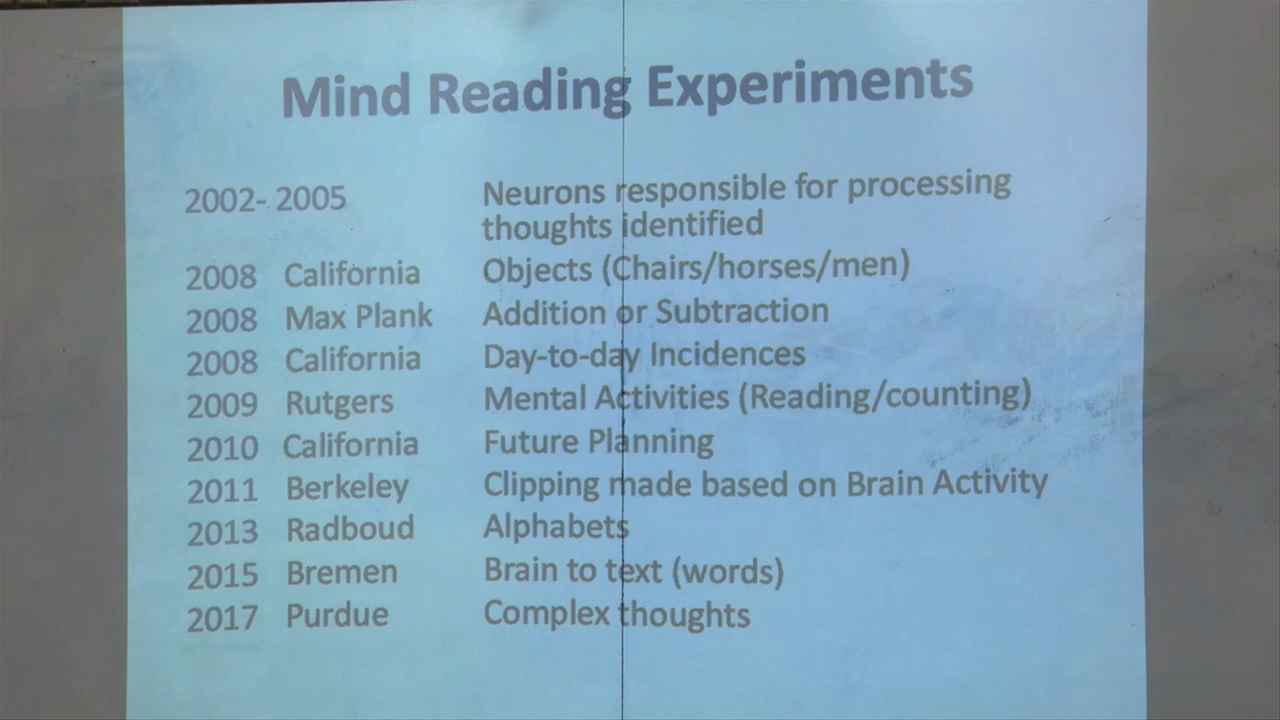 Mind Reading Experiments
2002- 2005 Neurons responsible for processing
thoughts identified
2008 California Objects (Chairs/horses/men)
2008 Max Plank Addition or Subtraction
2008 California Day-to-day Incidences
2009 Rutgers Mental Activities (Reading/counting)
2010 California Future Planning
2011 Berkeley Clipping made based on Brain Activity
2013 Radboud Alphabets
2015 Bremen Brain to text (words)
2017 Purdue Complex thoughts